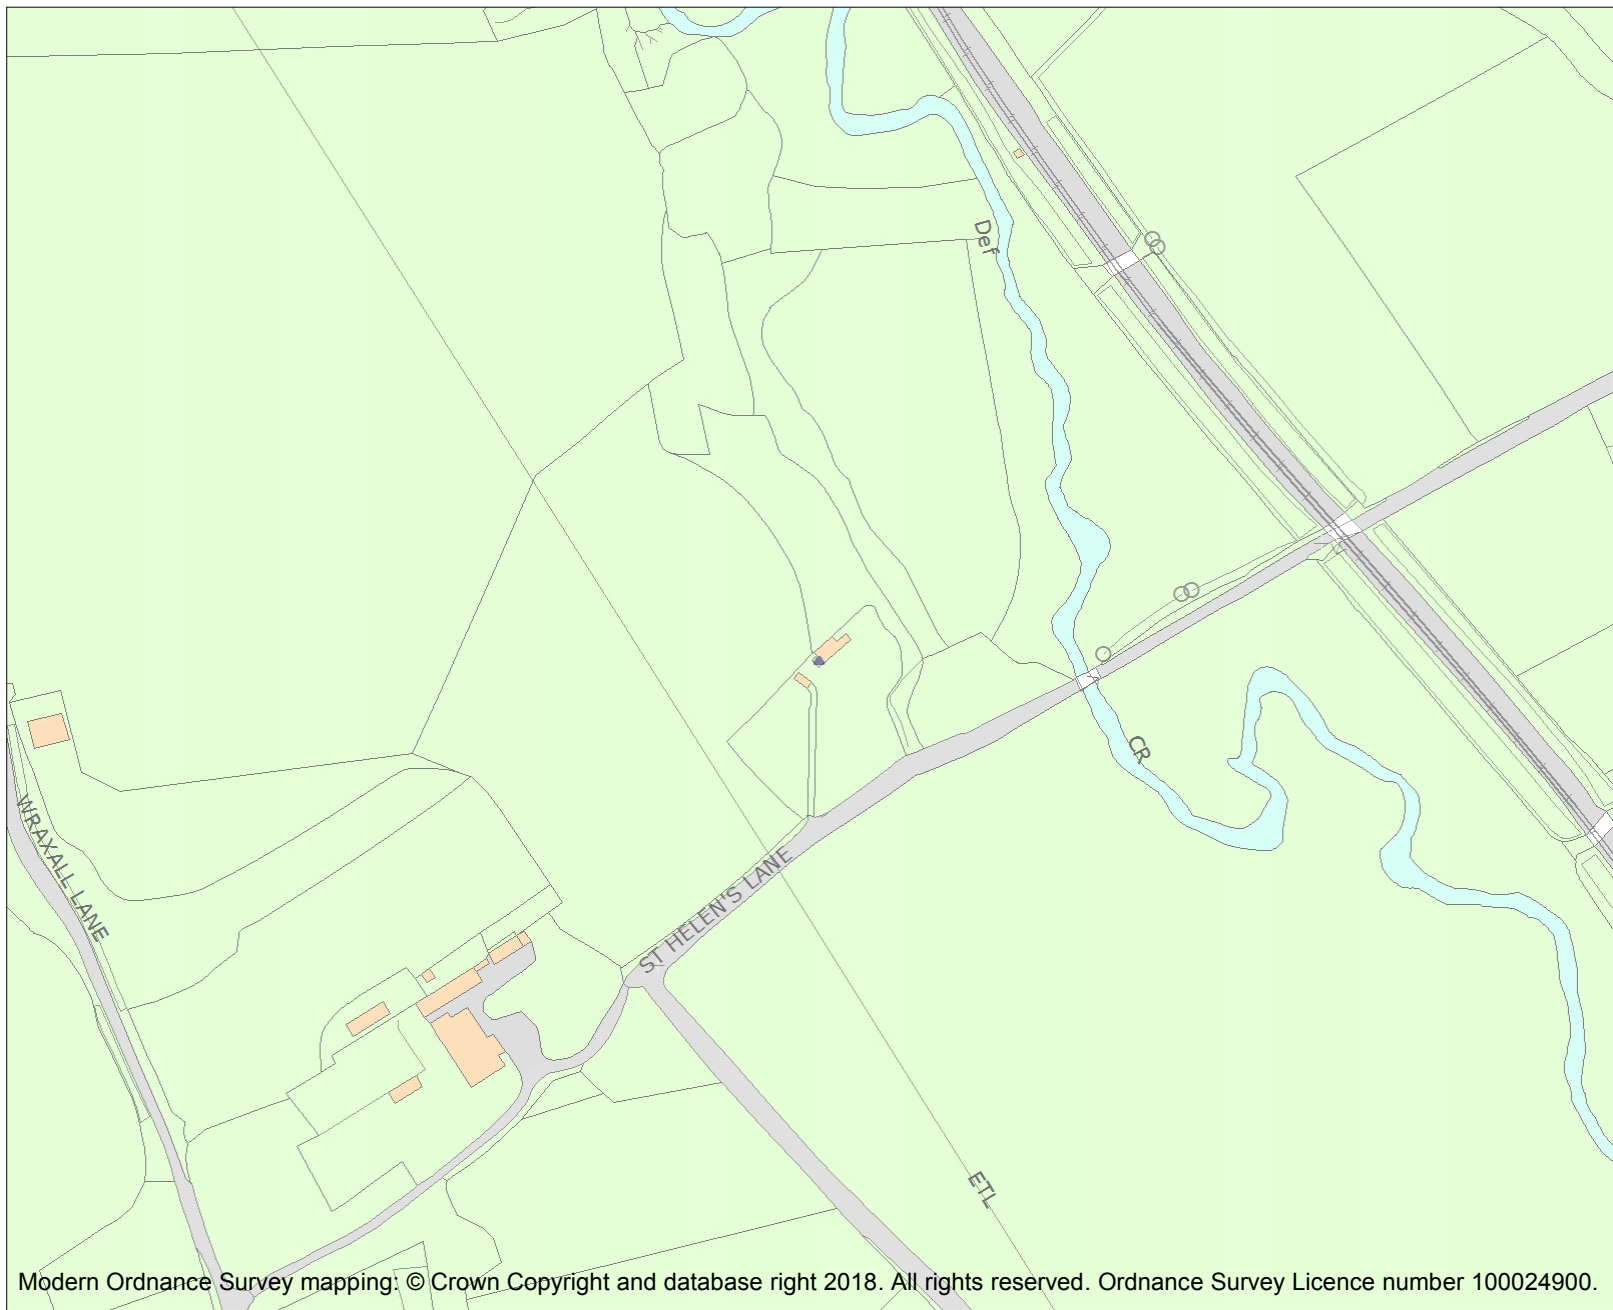 Def
CR
WRAXALL LANE
ST HELEN'S LANE
ETL
Modern Ordnance Survey mapping: © Crown Copyright and database right 2018. All rights reserved. Ordnance Survey Licence number 100024900.